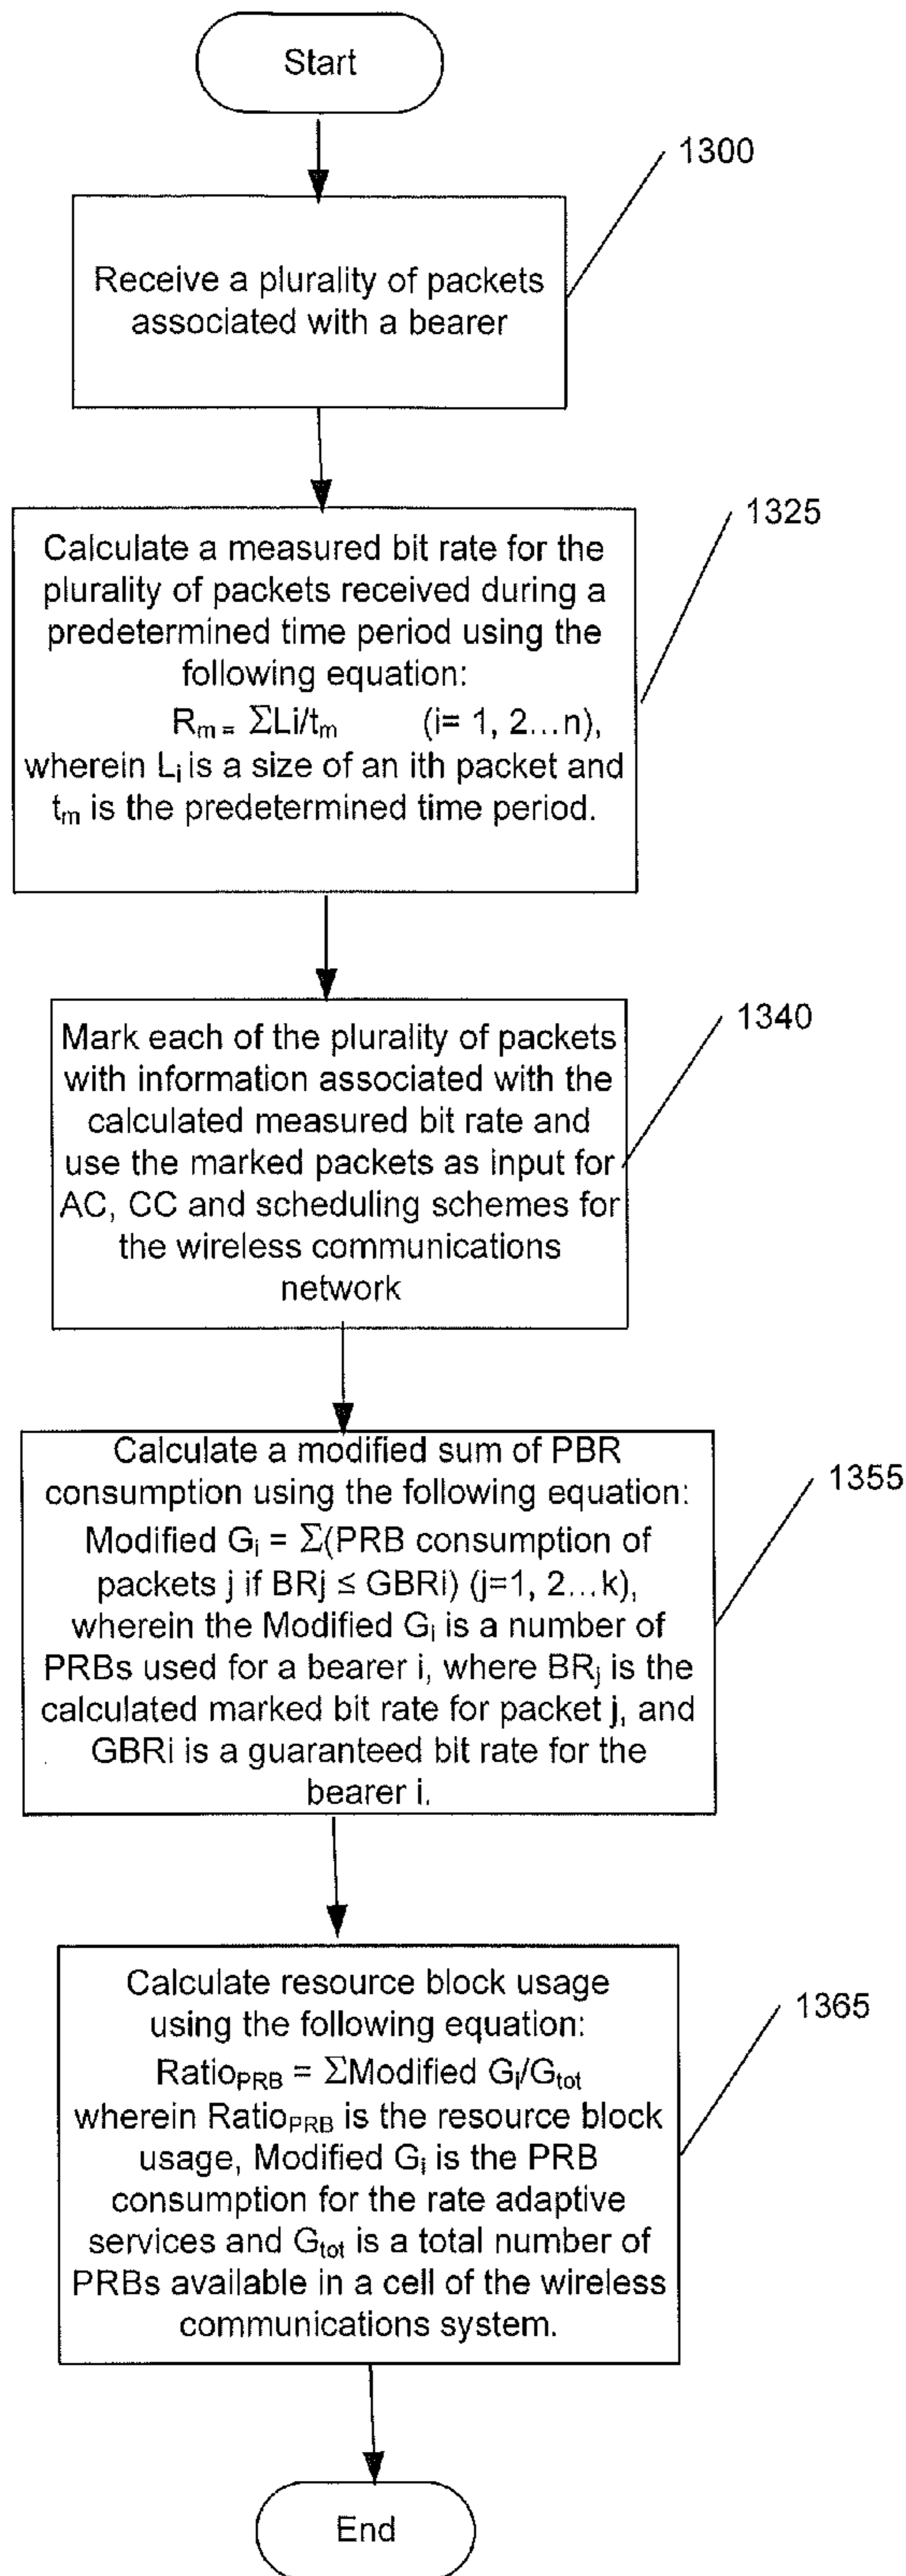 Start
1300
Receive a plurality of packets
associated with a bearer
1325
Calculate a measured bit rate for the
plurality of packets received during a
predetermined time period using the
following equation:
Rm = ΣLi/tm (i= 1, 2...n),
wherein Li is a size of an ith packet and
tm is the predetermined time period.
1340
Mark each of the plurality of packets
with information associated with the
calculated measured bit rate and
use the marked packets as input for
AC, CC and scheduling schemes for
the wireless communications
network
1355
Calculate a modified sum of PBR
consumption using the following equation:
Modified Gi = Σ(PRB consumption of
packets j if BRj ≤ GBRi) (j=1, 2...k),
wherein the Modified Gi is a number of
PRBs used for a bearer i, where BRj is the
calculated marked bit rate for packet j, and
GBRi is a guaranteed bit rate for the
bearer i.
1365
Calculate resource block usage
using the following equation:
RatioPRB = ΣModified Gi/Gtot
wherein RatioPRB is the resource block
usage, Modified Gi is the PRB
consumption for the rate adaptive
services and Gtot is a total number of
PRBs available in a cell of the wireless
communications system.
End